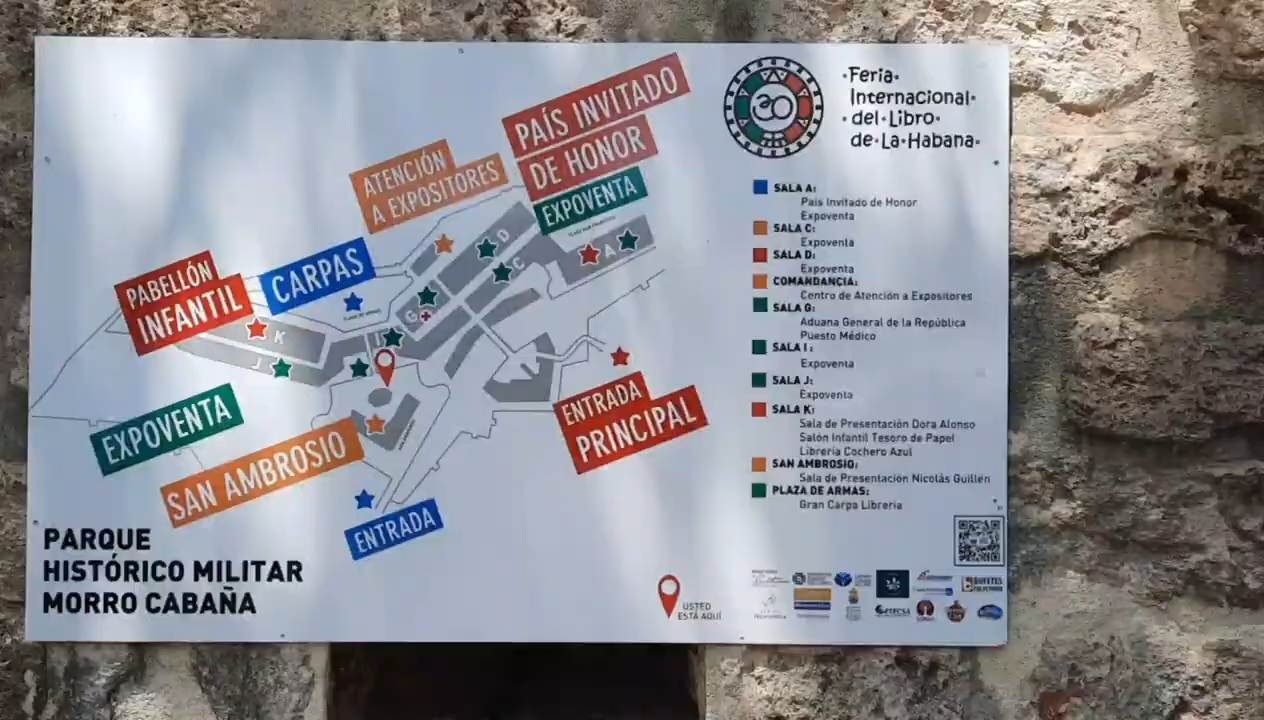 PAÍS INVITADO
DE HONOR
EXPOVENTA
ATENCIÓN
A EXPOSITORES
CARPAS
PABELLÓN
INFANTIL
D
C
A
G
I
K
J
EXPOVENTA
SAN AMBROSIO
ENTRADA
PRINCIPAL
ENTRADA
PARQUE
HISTÓRICO MILITAR
MORRO CABAÑA
USTED
ESTÁ AQUÍ
30
·Feria·
Internacional·
·del·Libro·
de·La·Habana·
SALA A:
País Invitado de Honor
Expoventa
SALA C:
Expoventa
SALA D:
Expoventa
COMANDANCIA:
Centro de Atención a Expositores
SALA G:
Aduana General de la República
Puesto Médico
SALA I:
Expoventa
SALA J:
Expoventa
SALA K:
Sala de Presentación Dora Alonso
Salón Infantil Tesoro de Papel
Librería Cochero Azul
SAN AMBROSIO:
Sala de Presentación Nicolás Guillén
PLAZA DE ARMAS:
Gran Carpa Librería
BUFETES
ETECSA